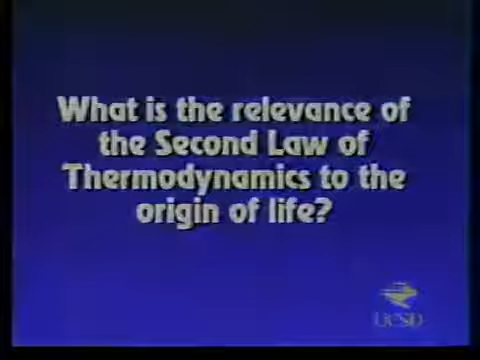 What is the relevance of
the Second Law of
Thermodynamics to the
origin of life?
UCSD